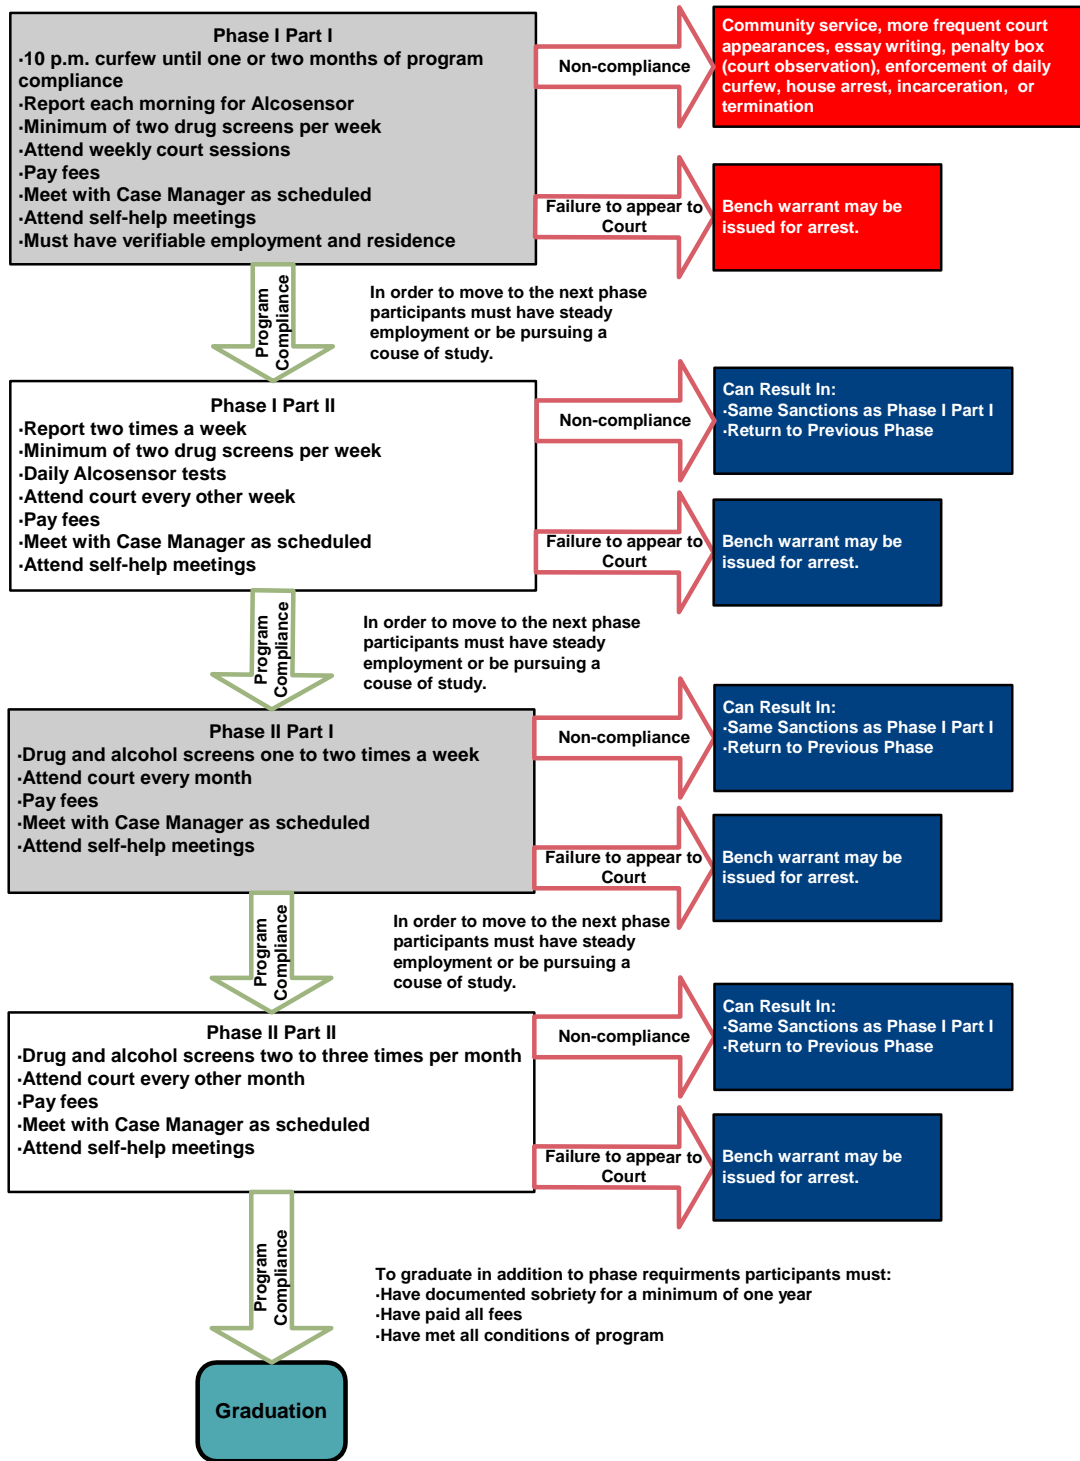 Phase I Part I
·10 p.m. curfew until one or two months of program
compliance
·Report each morning for Alcosensor
·Minimum of two drug screens per week
·Attend weekly court sessions
·Pay fees
·Meet with Case Manager as scheduled
·Attend self-help meetings
·Must have verifiable employment and residence
Non-compliance
Community service, more frequent court
appearances, essay writing, penalty box
(court observation), enforcement of daily
curfew, house arrest, incarceration, or
termination
Failure to appear to
Court
Bench warrant may be
issued for arrest.
Program
Compliance
In order to move to the next phase
participants must have steady
employment or be pursuing a
couse of study.
Phase I Part II
·Report two times a week
·Minimum of two drug screens per week
·Daily Alcosensor tests
·Attend court every other week
·Pay fees
·Meet with Case Manager as scheduled
·Attend self-help meetings
Non-compliance
Can Result In:
·Same Sanctions as Phase I Part I
·Return to Previous Phase
Failure to appear to
Court
Bench warrant may be
issued for arrest.
Program
Compliance
In order to move to the next phase
participants must have steady
employment or be pursuing a
couse of study.
Phase II Part I
·Drug and alcohol screens one to two times a week
·Attend court every month
·Pay fees
·Meet with Case Manager as scheduled
·Attend self-help meetings
Non-compliance
Can Result In:
·Same Sanctions as Phase I Part I
·Return to Previous Phase
Failure to appear to
Court
Bench warrant may be
issued for arrest.
Program
Compliance
In order to move to the next phase
participants must have steady
employment or be pursuing a
couse of study.
Phase II Part II
·Drug and alcohol screens two to three times per month
·Attend court every other month
·Pay fees
·Meet with Case Manager as scheduled
·Attend self-help meetings
Non-compliance
Can Result In:
·Same Sanctions as Phase I Part I
·Return to Previous Phase
Failure to appear to
Court
Bench warrant may be
issued for arrest.
Program
Compliance
To graduate in addition to phase requirments participants must:
·Have documented sobriety for a minimum of one year
·Have paid all fees
·Have met all conditions of program
Graduation